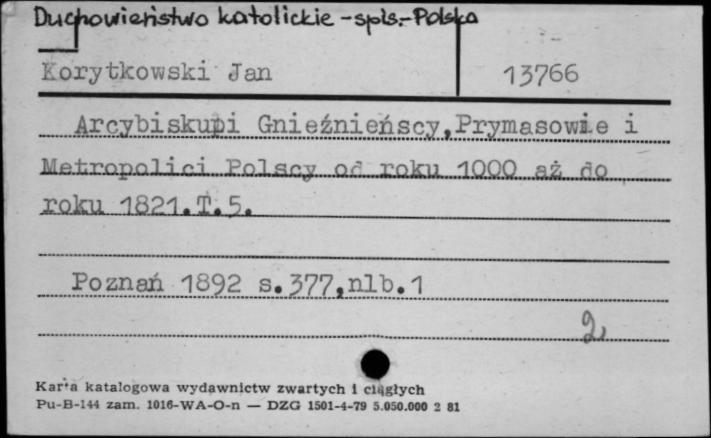 Duchowieństwo katolickie - spis. - Polska
Korytkowski Jan 13766
Arcybiskupi Gnieźnieńscy, Prymasowie i
Metropolici Polscy od roku 1000 aż do
roku 1821. T. 5.
Poznań 1892 s. 377, nlb. 1
2
Karta katalogowa wydawnictw zwartych i ciągłych
Pu-B-144 zam. 1016-WA-O-n — DZG 1501-4-79 5.050.000 2 81